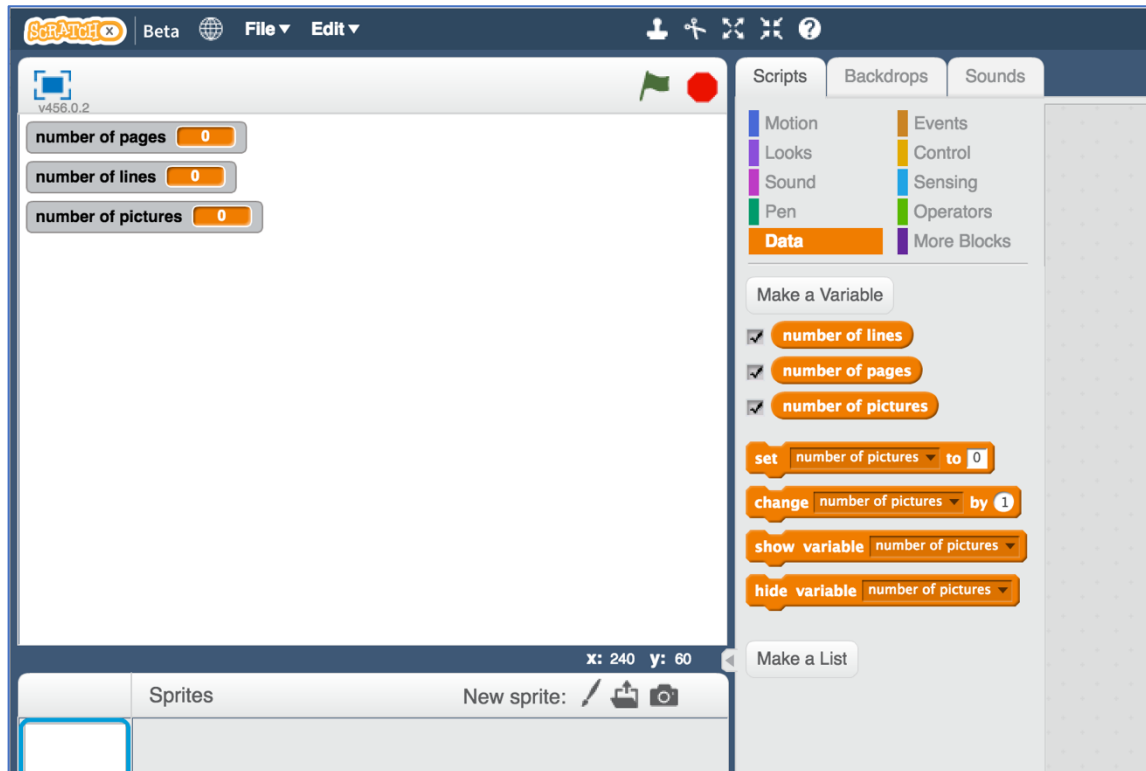 SCRATCH X Beta File ▾ Edit ▾
v456.0.2
number of pages 0
number of lines 0
number of pictures 0
x: 240 y: 60
Sprites New sprite:
Scripts Backdrops Sounds
Motion Events
Looks Control
Sound Sensing
Pen Operators
Data More Blocks
Make a Variable
number of lines
number of pages
number of pictures
set number of pictures ▾ to 0
change number of pictures ▾ by 1
show variable number of pictures ▾
hide variable number of pictures ▾
Make a List